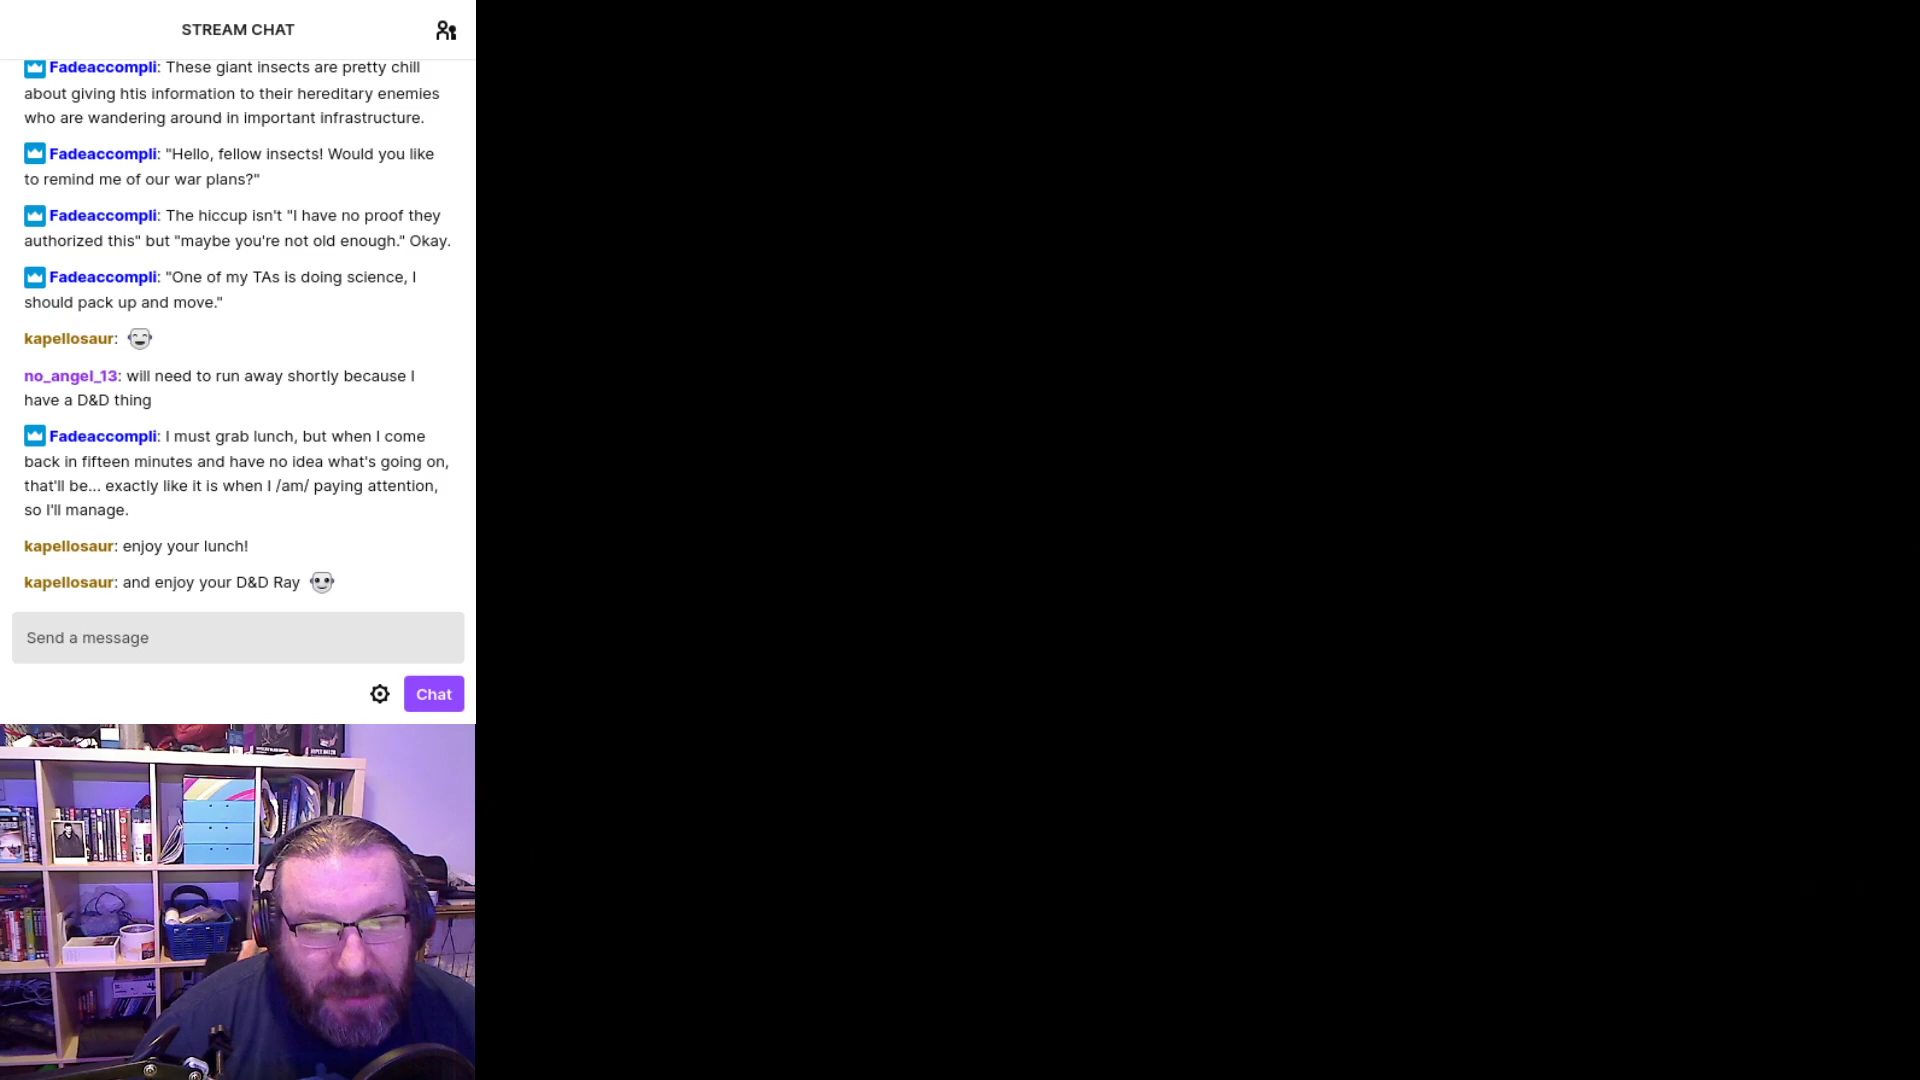 STREAM CHAT
Fadeaccompli: These giant insects are pretty chill
about giving htis information to their hereditary enemies
who are wandering around in important infrastructure.
Fadeaccompli: "Hello, fellow insects! Would you like
to remind me of our war plans?"
Fadeaccompli: The hiccup isn't "I have no proof they
authorized this" but "maybe you're not old enough." Okay.
Fadeaccompli: "One of my TAs is doing science, I
should pack up and move."
kapellosaur:
no_angel_13: will need to run away shortly because I
have a D&D thing
Fadeaccompli: I must grab lunch, but when I come
back in fifteen minutes and have no idea what's going on,
that'll be... exactly like it is when I /am/ paying attention,
so I'll manage.
kapellosaur: enjoy your lunch!
kapellosaur: and enjoy your D&D Ray
Send a message
Chat